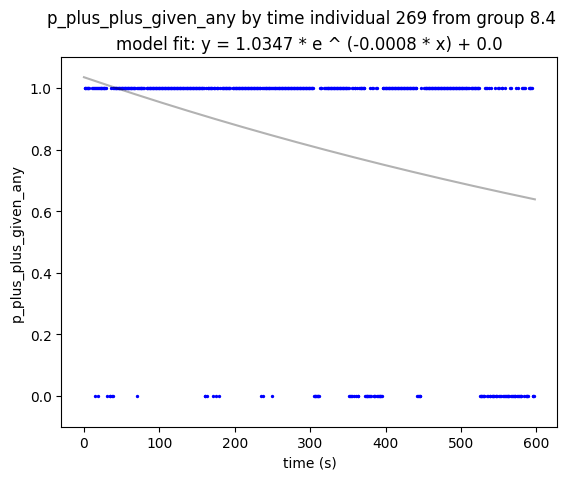 p_plus_plus_given_any by time individual 269 from group 8.4
model fit: y = 1.0347 * e ^ (-0.0008 * x) + 0.0
p_plus_plus_given_any
1.0
0.8
0.6
0.4
0.2
0.0
0 100 200 300 400 500 600
time (s)